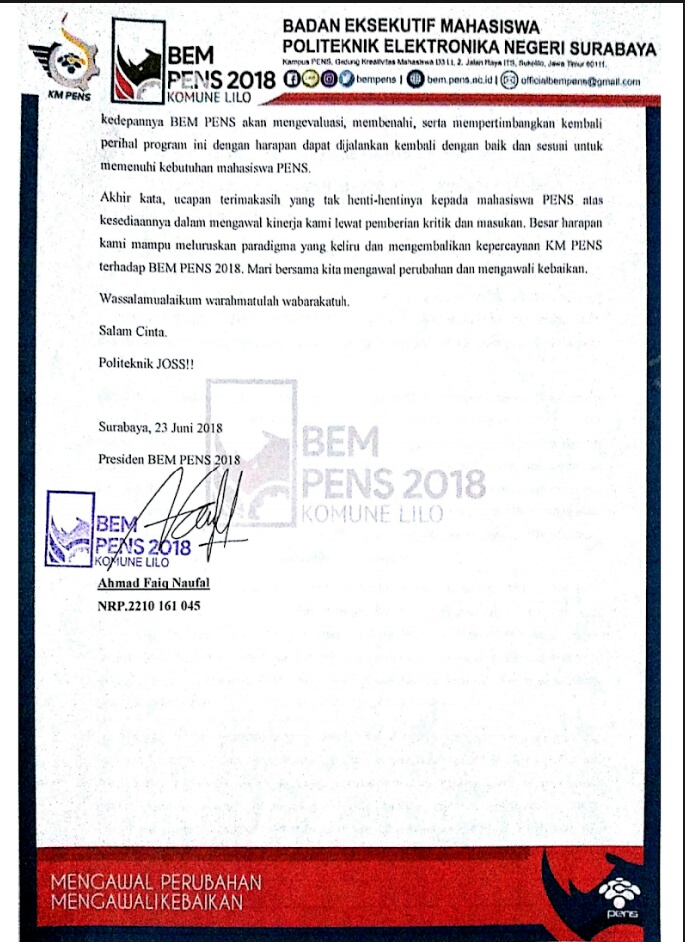 BADAN EKSEKUTIF MAHASISWA
POLITEKNIK ELEKTRONIKA NEGERI SURABAYA
Kampus PENS, Gedung Kreativitas Mahasiswa D3 Lt. 2, Jalan Raya ITS, Sukolilo, Jawa Timur 60111.
bempens | bem.pens.ac.id | officialbempens@gmail.com
KM PENS
BEM
PENS 2018
KOMUNE LILO
kedepannya BEM PENS akan mengevaluasi, membenahi, serta mempertimbangkan kembali
perihal program ini dengan harapan dapat dijalankan kembali dengan baik dan sesuai untuk
memenuhi kebutuhan mahasiswa PENS.
Akhir kata, ucapan terimakasih yang tak henti-hentinya kepada mahasiswa PENS atas
kesediaannya dalam mengawal kinerja kami lewat pemberian kritik dan masukan. Besar harapan
kami mampu meluruskan paradigma yang keliru dan mengembalikan kepercayaan KM PENS
terhadap BEM PENS 2018. Mari bersama kita mengawal perubahan dan mengawali kebaikan.
Wassalamualaikum warahmatulah wabarakatuh.
Salam Cinta.
Politeknik JOSS!!
Surabaya, 23 Juni 2018
Presiden BEM PENS 2018
BEM
PENS 2018
KOMUNE LILO
BEM
PENS 2018
KOMUNE LILO
Ahmad Faiq Naufal
NRP.2210 161 045
MENGAWAL PERUBAHAN
MENGAWALI KEBAIKAN
pens